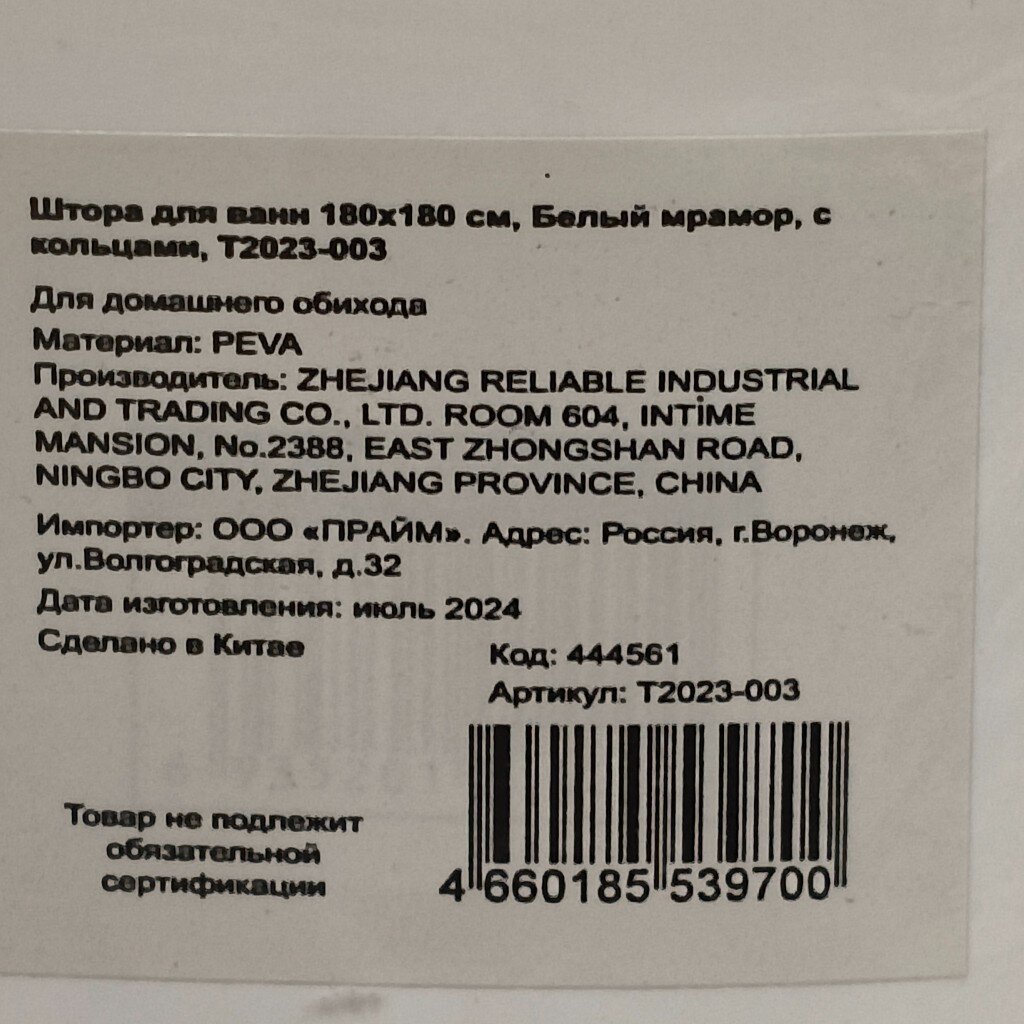 Штора для ванн 180х180 см, Белый мрамор, с
кольцами, T2023-003
Для домашнего обихода
Материал: PEVA
Производитель: ZHEJIANG RELIABLE INDUSTRIAL
AND TRADING CO., LTD. ROOM 604, INTİME
MANSION, No.2388, EAST ZHONGSHAN ROAD,
NINGBO CITY, ZHEJIANG PROVINCE, CHINA
Импортер: ООО «ПРАЙМ». Адрес: Россия, г.Воронеж,
ул.Волгоградская, д.32
Дата изготовления: июль 2024
Сделано в Китае
Код: 444561
Артикул: T2023-003
Товар не подлежит
обязательной
сертификации
4 660185 539700